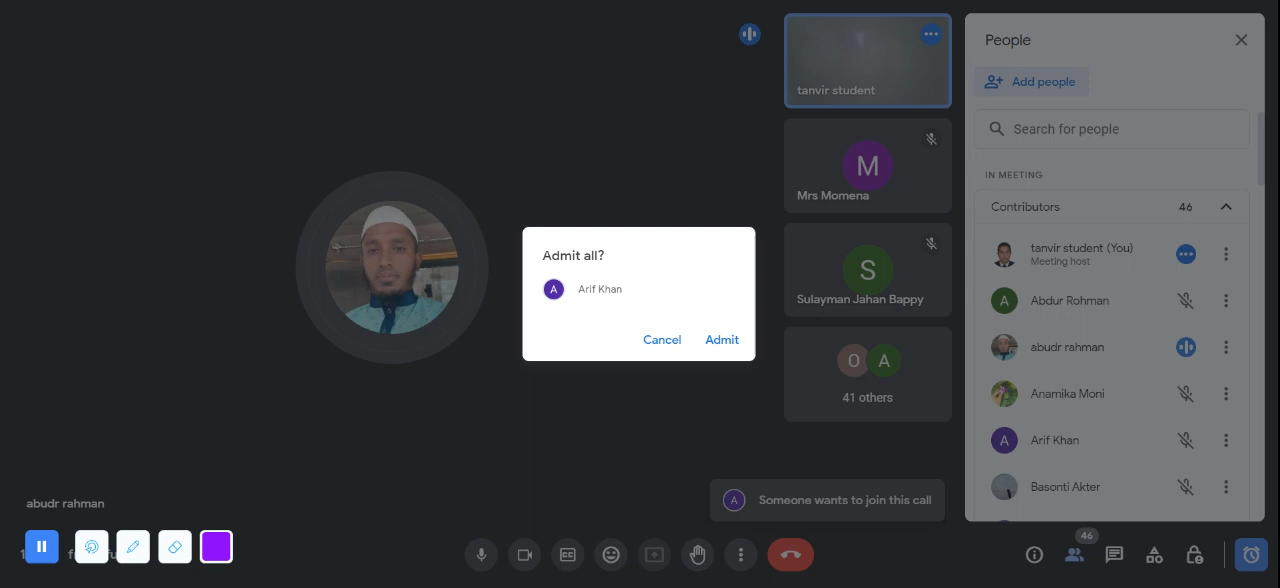 tanvir student
M
Mrs Momena
S
Sulayman Jahan Bappy
O
A
41 others
abudr rahman
Admit all?
A
Arif Khan
Cancel
Admit
A
Someone wants to join this call
People
Add people
Search for people
IN MEETING
Contributors
46
tanvir student (You)
Meeting host
A
Abdur Rohman
abudr rahman
Anamika Moni
A
Arif Khan
Basonti Akter
46